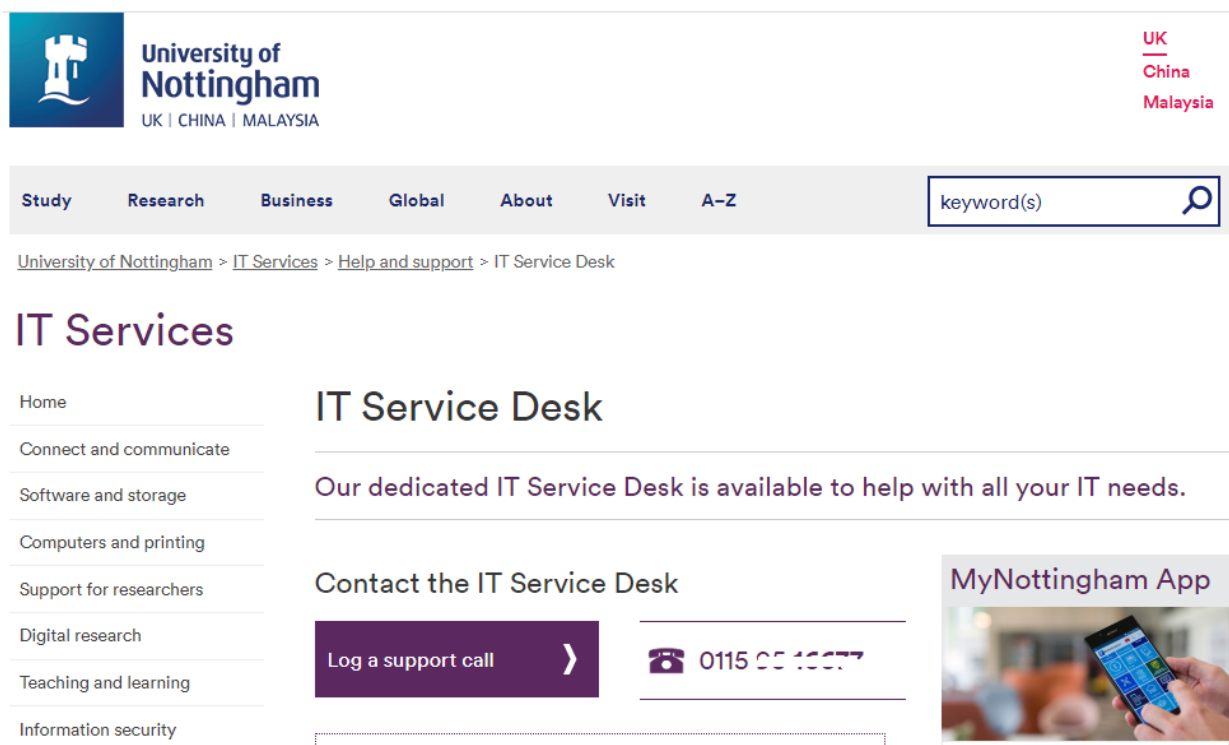 University of
Nottingham
UK | CHINA | MALAYSIA
UK
China
Malaysia
Study Research Business Global About Visit A–Z
keyword(s)
University of Nottingham > IT Services > Help and support > IT Service Desk
IT Services
Home
Connect and communicate
Software and storage
Computers and printing
Support for researchers
Digital research
Teaching and learning
Information security
IT Service Desk
Our dedicated IT Service Desk is available to help with all your IT needs.
Contact the IT Service Desk
Log a support call
0115
MyNottingham App